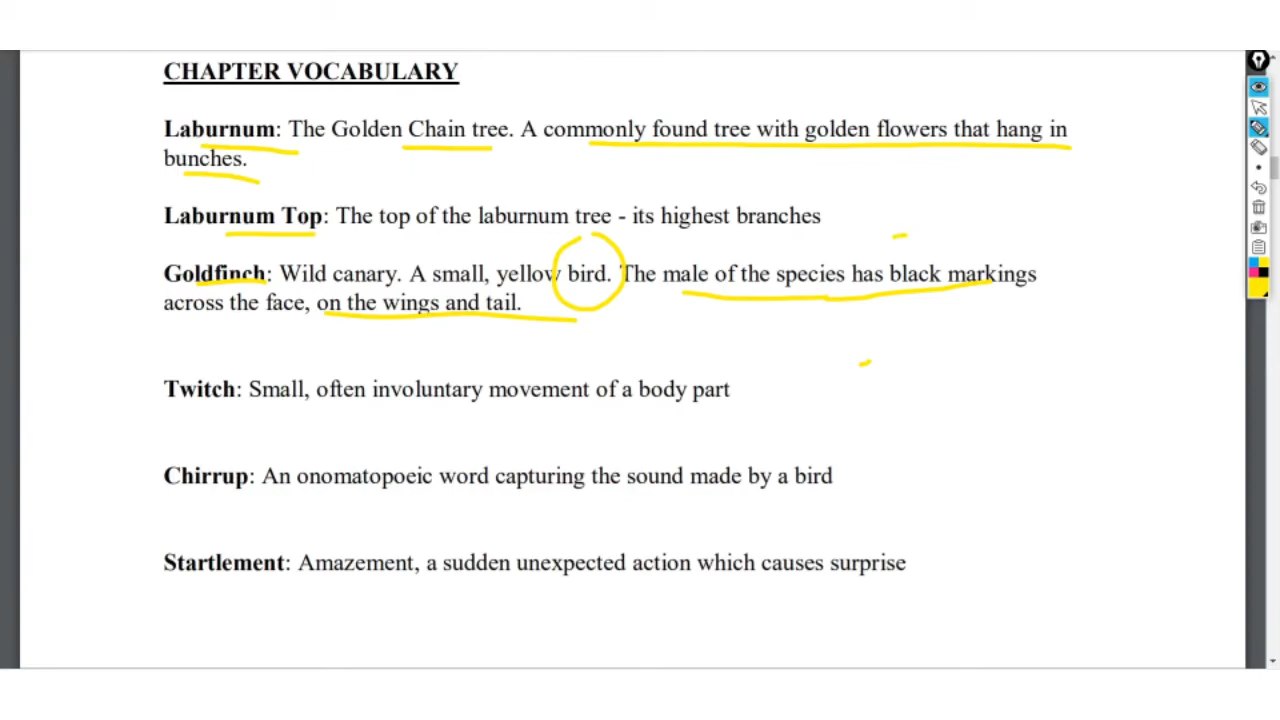 CHAPTER VOCABULARY
Laburnum: The Golden Chain tree. A commonly found tree with golden flowers that hang in
bunches.
Laburnum Top: The top of the laburnum tree - its highest branches
Goldfinch: Wild canary. A small, yellow bird. The male of the species has black markings
across the face, on the wings and tail.
Twitch: Small, often involuntary movement of a body part
Chirrup: An onomatopoeic word capturing the sound made by a bird
Startlement: Amazement, a sudden unexpected action which causes surprise